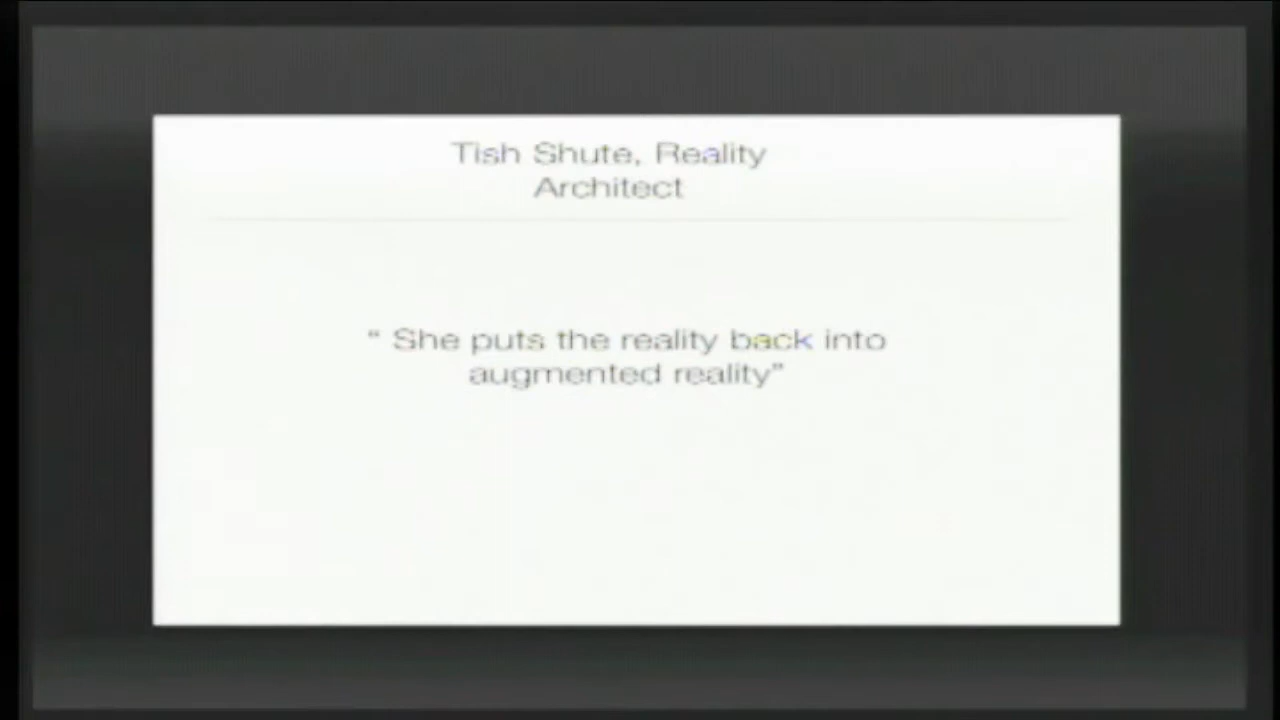 Tish Shute, Reality
Architect
“ She puts the reality back into
augmented reality”